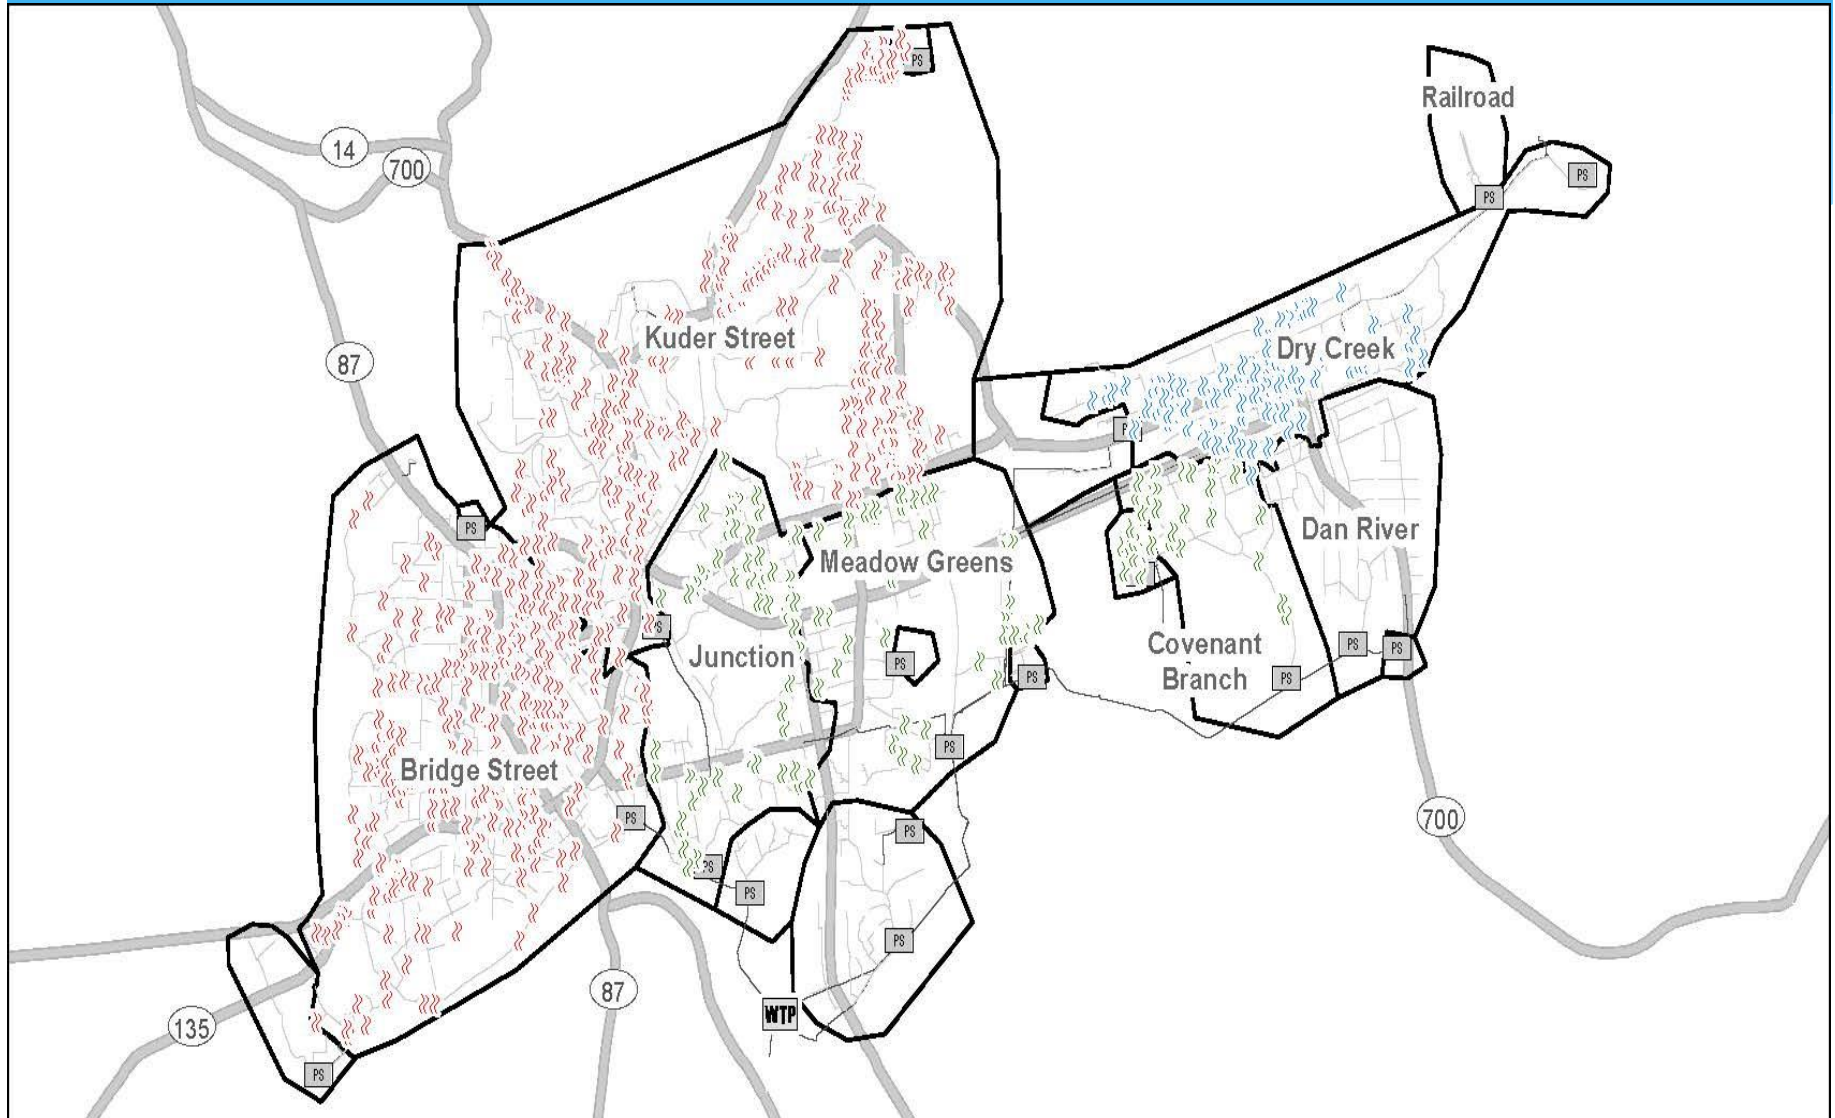 PS
Railroad
14
700
PS
PS
Kuder Street
87
Dry Creek
P
PS
Dan River
Meadow Greens
PS
Junction
PS
PS
Covenant
Branch
PS
PS
PS
PS
Bridge Street
PS
PS
700
PS
PS
PS
87
WTP
135
PS